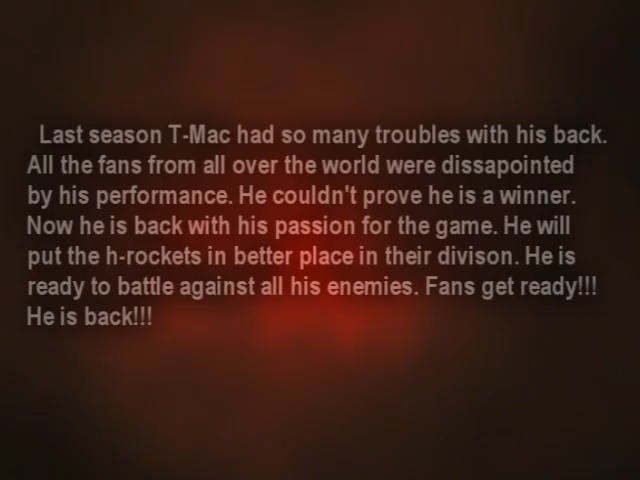 Last season T-Mac had so many troubles with his back.
All the fans from all over the world were dissapointed
by his performance. He couldn't prove he is a winner.
Now he is back with his passion for the game. He will
put the h-rockets in better place in their divison. He is
ready to battle against all his enemies. Fans get ready!!!
He is back!!!